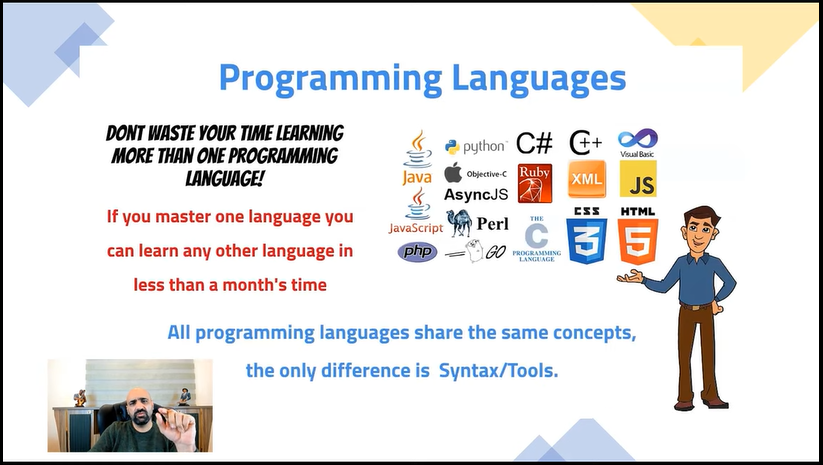 Programming Languages
DONT WASTE YOUR TIME LEARNING
MORE THAN ONE PROGRAMMING
LANGUAGE!
If you master one language you
can learn any other language in
less than a month's time
Java
python
C#
C++
Visual Basic
Objective-C
Ruby
XML
JS
AsyncJS
JavaScript
Perl
THE
C
PROGRAMMING
LANGUAGE
CSS
3
HTML
5
php
GO
All programming languages share the same concepts,
the only difference is Syntax/Tools.